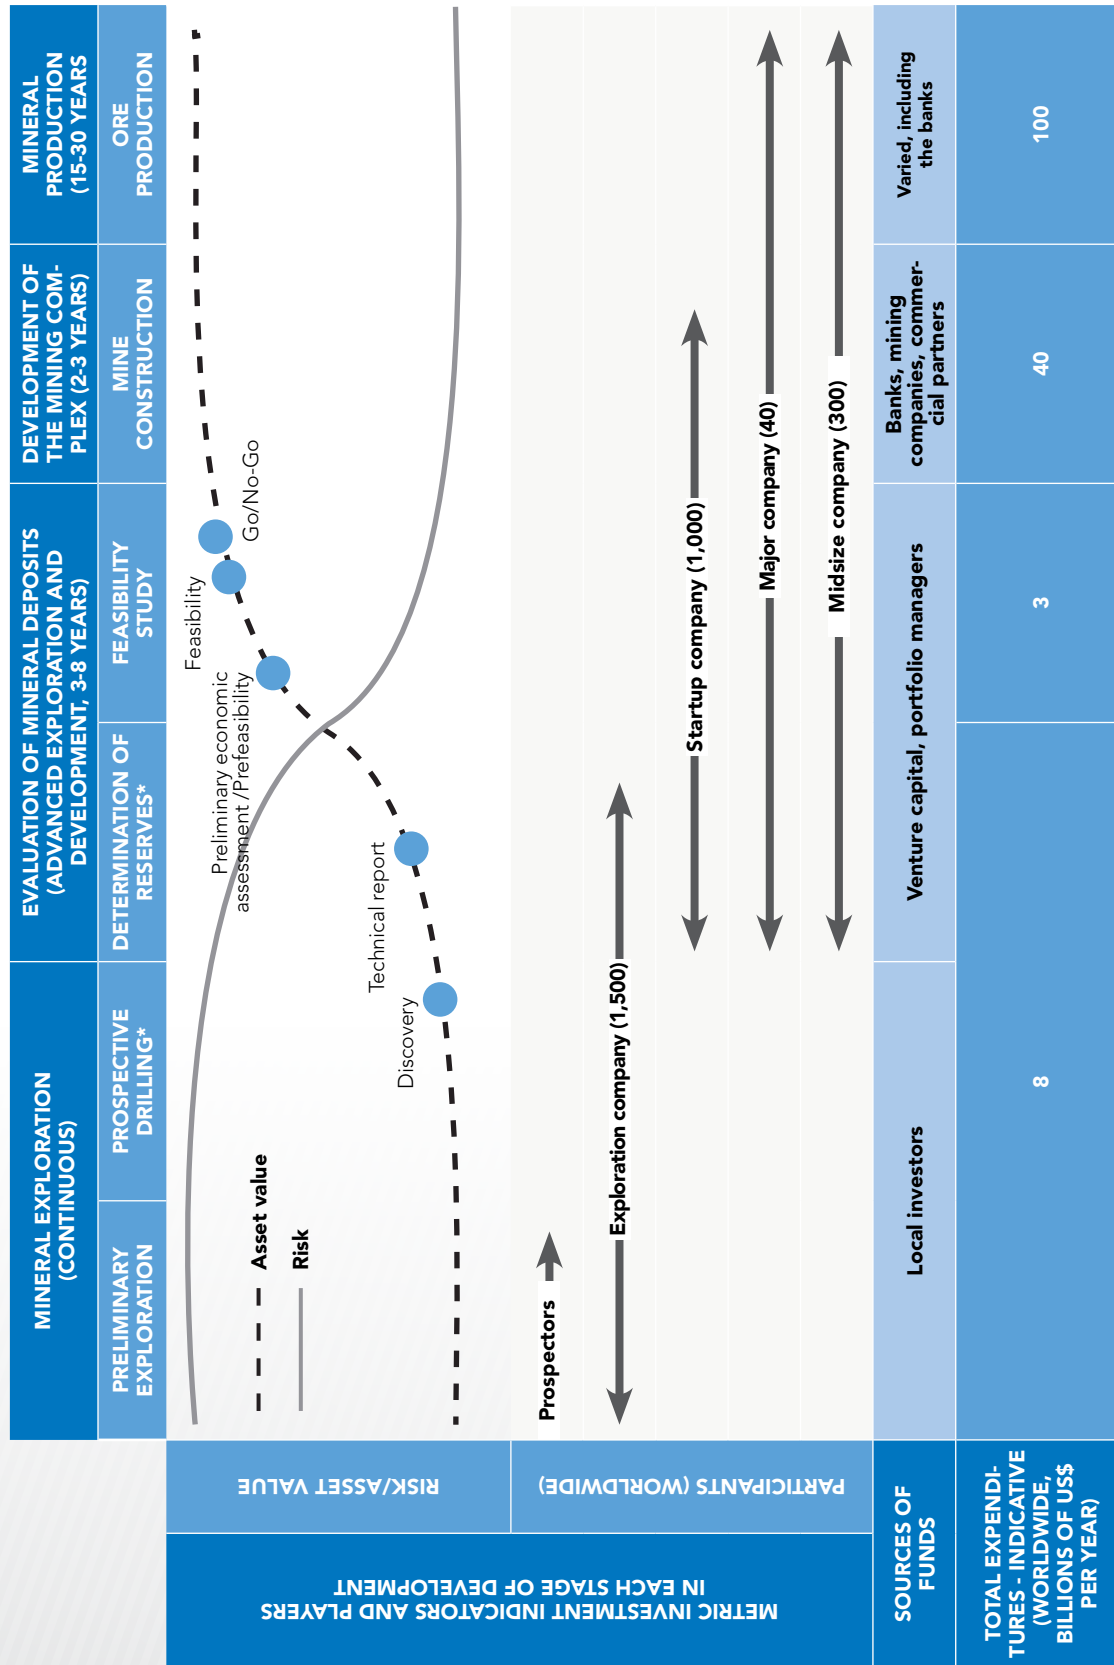 MINERAL EXPLORATION
(CONTINUOUS)
EVALUATION OF MINERAL DEPOSITS
(ADVANCED EXPLORATION AND
DEVELOPMENT, 3-8 YEARS)
DEVELOPMENT OF
THE MINING COM-
PLEX (2-3 YEARS)
MINERAL
PRODUCTION
(15-30 YEARS
PRELIMINARY
EXPLORATION
PROSPECTIVE
DRILLING*
DETERMINATION OF
RESERVES*
FEASIBILITY
STUDY
MINE
CONSTRUCTION
ORE
PRODUCTION
METRIC INVESTMENT INDICATORS AND PLAYERS
IN EACH STAGE OF DEVELOPMENT
RISK/ASSET VALUE
Asset value
Risk
Discovery
Technical report
Preliminary economic
assessment /Prefeasibility
Feasibility
Go/No-Go
PARTICIPANTS (WORLDWIDE)
Prospectors
Exploration company (1,500)
Startup company (1,000)
Major company (40)
Midsize company (300)
SOURCES OF
FUNDS
Local investors
Venture capital, portfolio managers
Banks, mining
companies, commer-
cial partners
Varied, including
the banks
TOTAL EXPENDI-
TURES - INDICATIVE
(WORLDWIDE,
BILLIONS OF US$
PER YEAR)
8
3
40
100